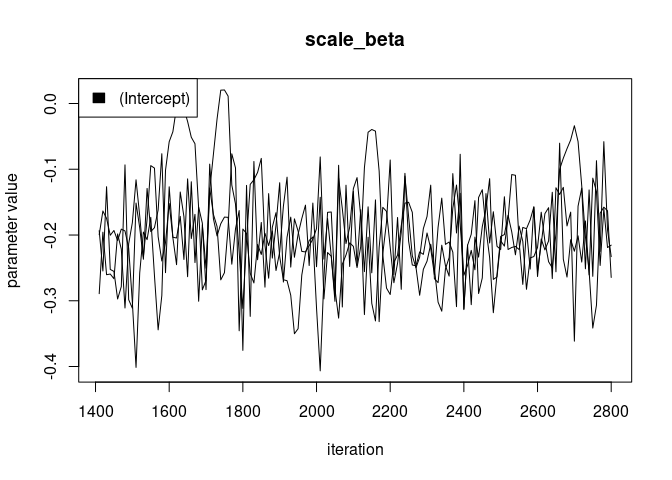 scale_beta
(Intercept)
parameter value
0.0
-0.1
-0.2
-0.3
-0.4
1400 1600 1800 2000 2200 2400 2600 2800
iteration